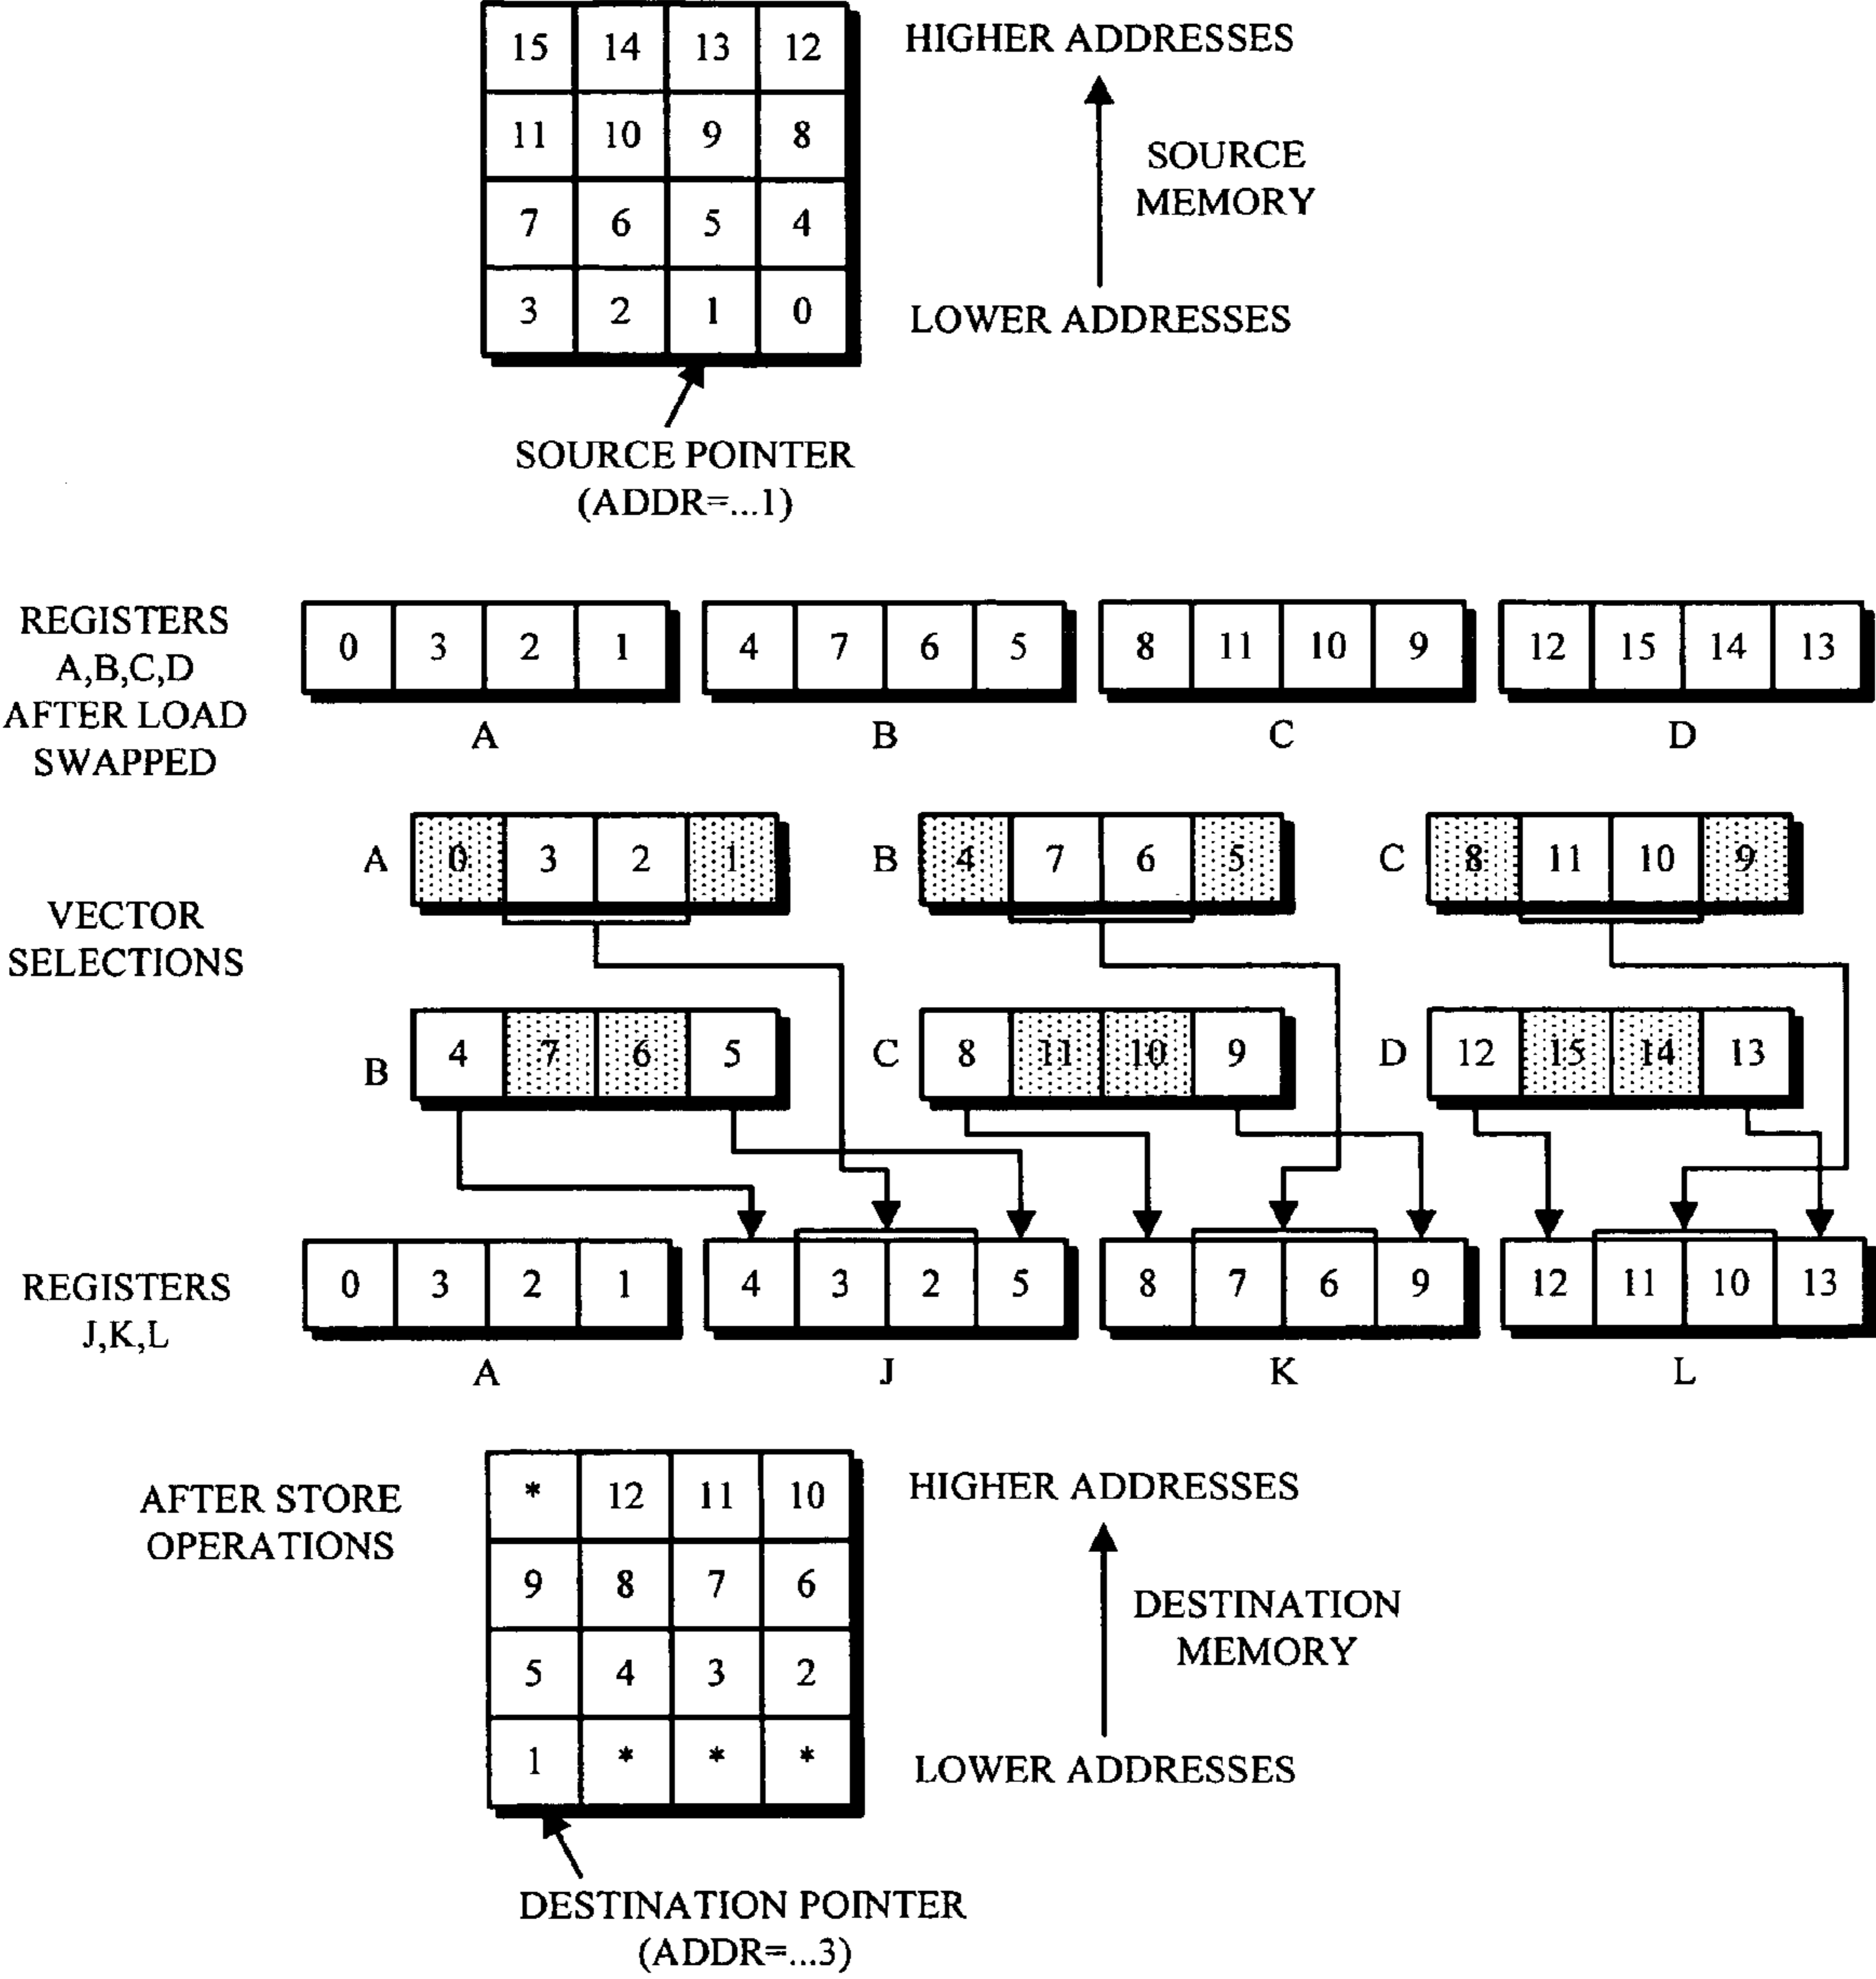 15 14 13 12
HIGHER ADDRESSES
11 10 9 8
SOURCE
MEMORY
7 6 5 4
3 2 1 0
LOWER ADDRESSES
SOURCE POINTER
(ADDR=...1)
REGISTERS
A,B,C,D
AFTER LOAD
SWAPPED
0 3 2 1
4 7 6 5
8 11 10 9
12 15 14 13
A
B
C
D
VECTOR
SELECTIONS
A 0 3 2 1
B 4 7 6 5
C 8 11 10 9
B 4 7 6 5
C 8 11 10 9
D 12 15 14 13
REGISTERS
J,K,L
0 3 2 1
4 3 2 5
8 7 6 9
12 11 10 13
A
J
K
L
AFTER STORE
OPERATIONS
* 12 11 10
9 8 7 6
5 4 3 2
1 * * *
HIGHER ADDRESSES
DESTINATION
MEMORY
LOWER ADDRESSES
DESTINATION POINTER
(ADDR=...3)